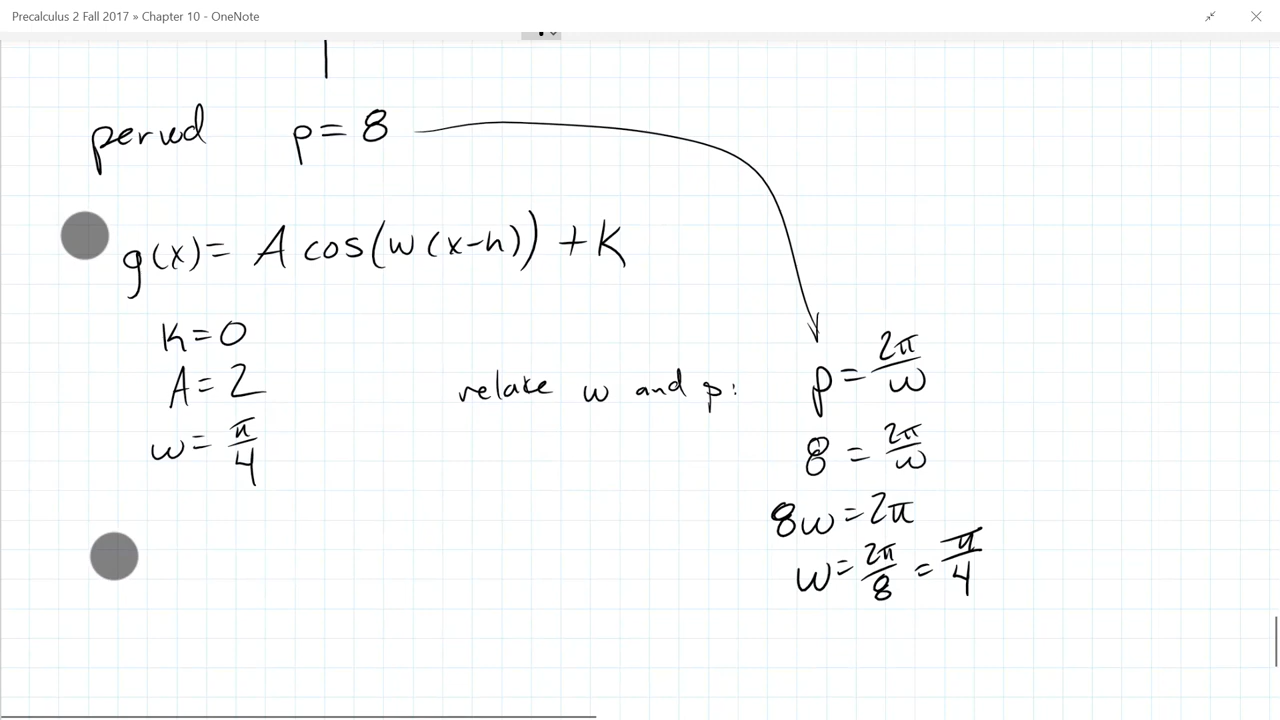 Precalculus 2 Fall 2017 » Chapter 10 - OneNote
period p = 8
g(x) = A cos(w(x-h)) + K
K = 0
A = 2
w = π/4
relate w and p:
p = 2π/w
8 = 2π/w
8w = 2π
w = 2π/8 = π/4